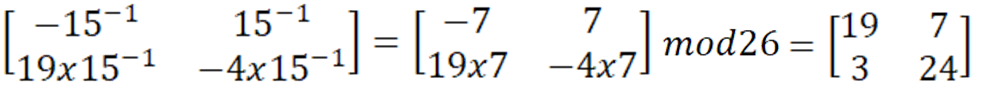 [−15⁻¹ 15⁻¹ 19x15⁻¹ −4x15⁻¹] = [−7 7 19x7 −4x7] mod26 = [19 7 3 24]